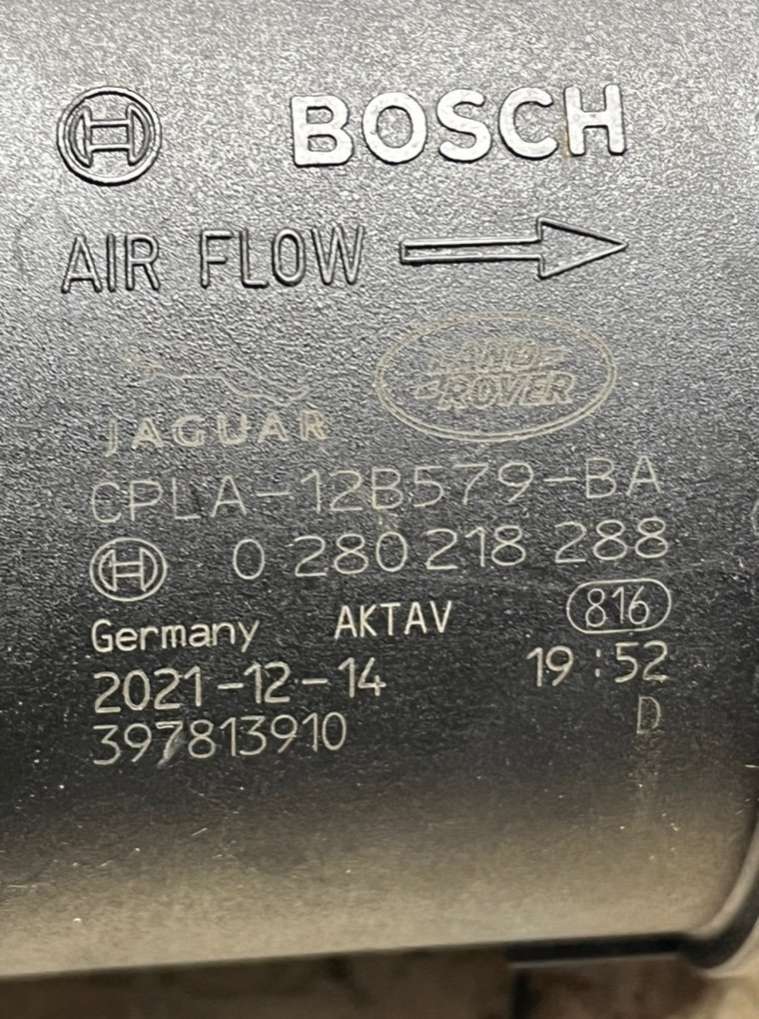 BOSCH
AIR FLOW
JAGUAR
LAND
ROVER
CPLA-12B579-BA
0 280 218 288
Germany AKTAV 816
2021-12-14 19:52
397813910 D